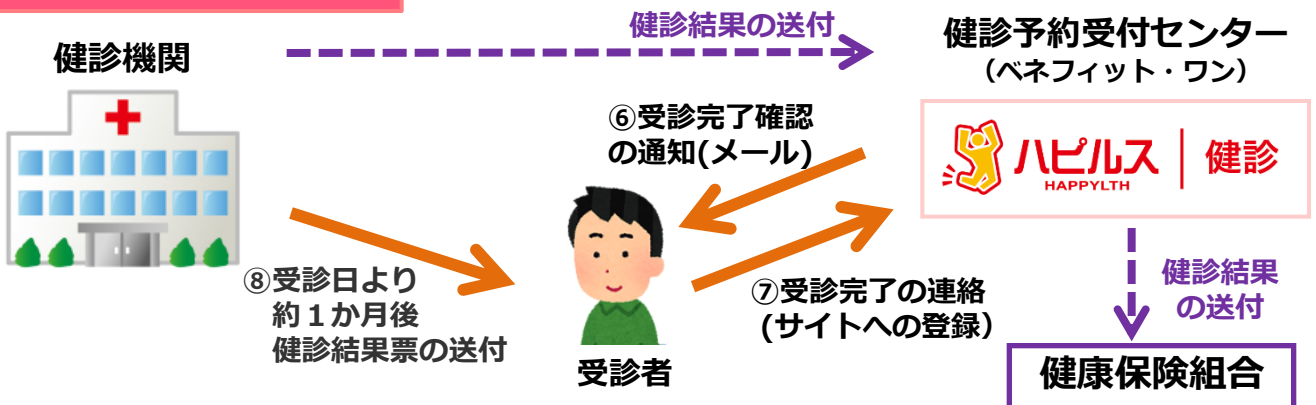 健診機関
健診結果の送付
健診予約受付センター
（ベネフィット・ワン）
⑥受診完了確認
の通知(メール)
ハピルス
HAPPYLTH
健診
⑧受診日より
約１か月後
健診結果票の送付
⑦受診完了の連絡
(サイトへの登録）
受診者
健診結果
の送付
健康保険組合